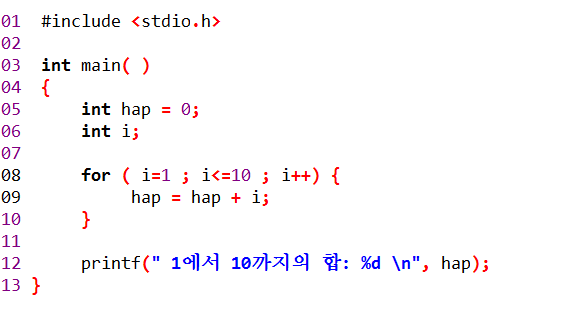 01 #include <stdio.h>
02
03 int main( )
04 {
05 int hap = 0;
06 int i;
07
08 for ( i=1 ; i<=10 ; i++) {
09 hap = hap + i;
10 }
11
12 printf(" 1에서 10까지의 합: %d \n", hap);
13 }